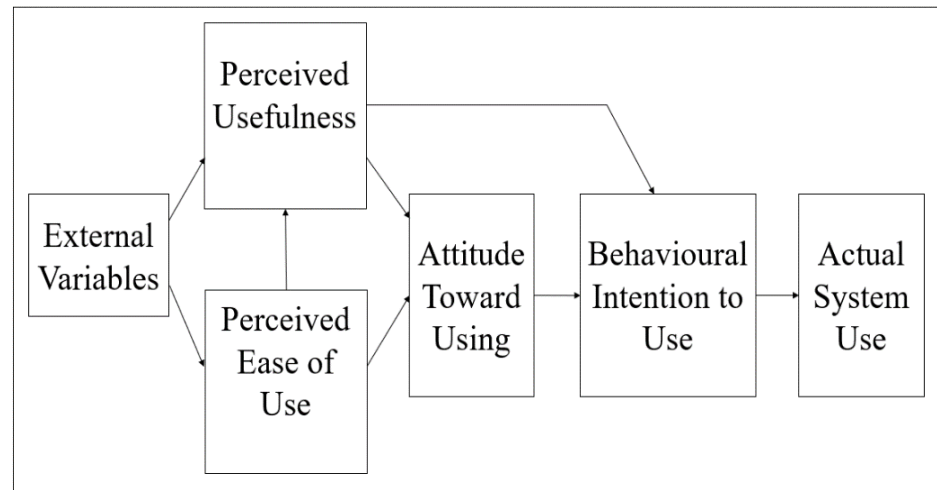 Perceived
Usefulness
External
Variables
Perceived
Ease of
Use
Attitude
Toward
Using
Behavioural
Intention to
Use
Actual
System
Use